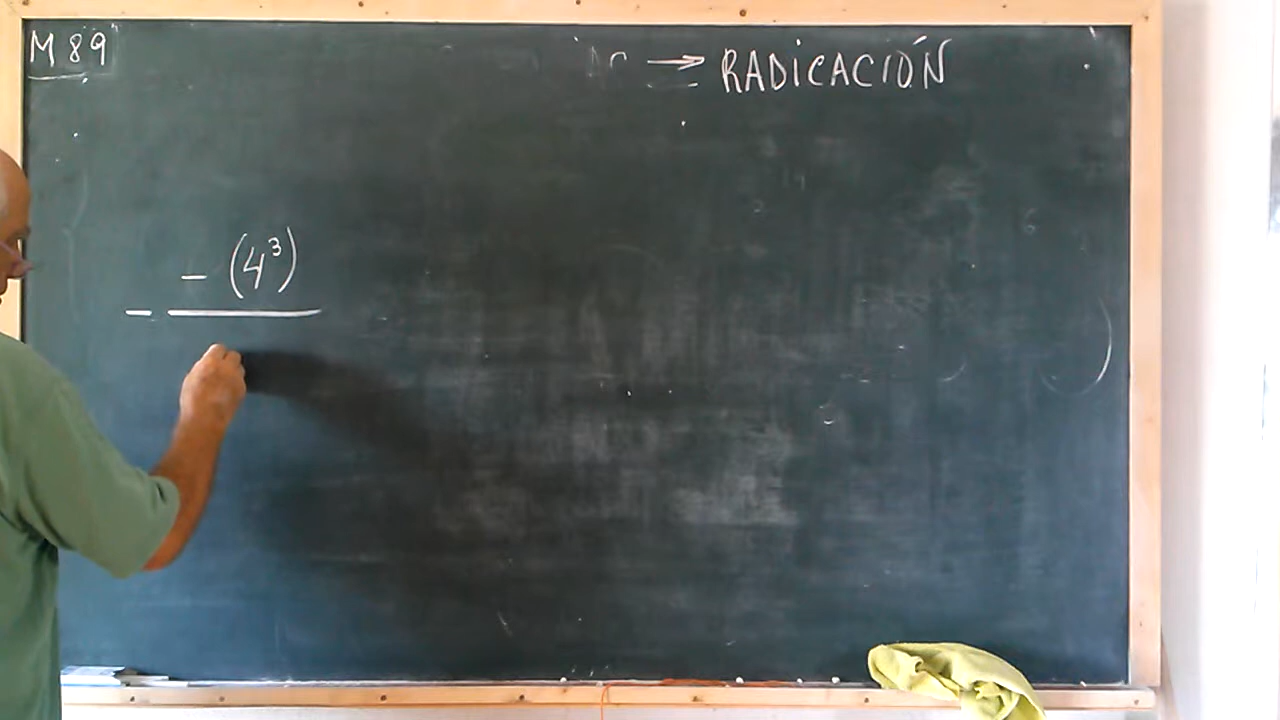 M 89
→ RADICACIÓN
- (4³)
- ―――